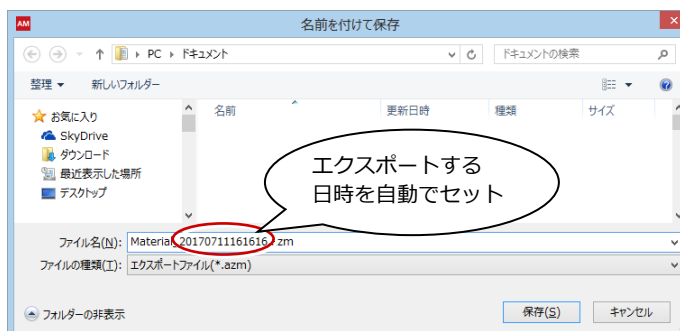 AM
名前を付けて保存
PC ▸ ドキュメント
ドキュメントの検索
整理 ▼ 新しいフォルダー
お気に入り
SkyDrive
ダウンロード
最近表示した場所
デスクトップ
名前 更新日時 種類 サイズ
エクスポートする
日時を自動でセット
ファイル名(N): Material_20170711161616.zm
ファイルの種類(T): エクスポートファイル(*.azm)
フォルダーの非表示
保存(S) キャンセル